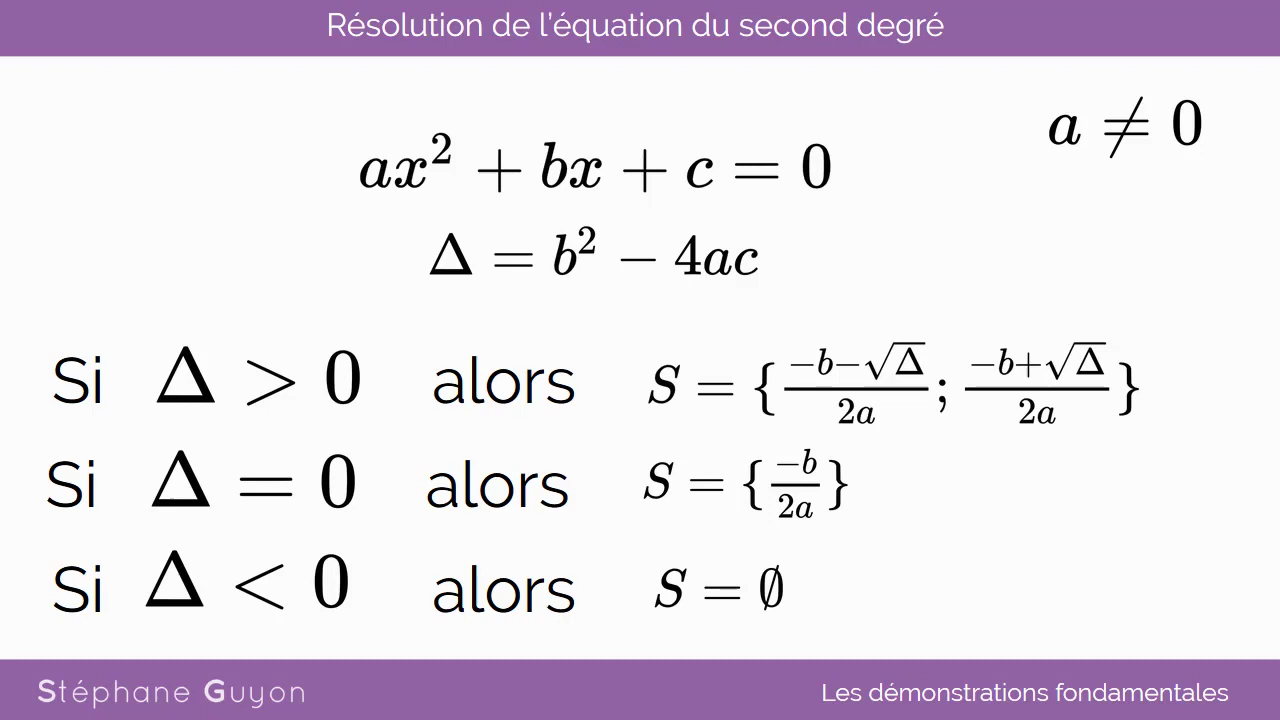 Résolution de l'équation du second degré
a ≠ 0
ax² + bx + c = 0
Δ = b² − 4ac
Si Δ > 0 alors S = {(−b−√Δ)/(2a) ; (−b+√Δ)/(2a)}
Si Δ = 0 alors S = {−b/(2a)}
Si Δ < 0 alors S = ∅
Stéphane Guyon
Les démonstrations fondamentales